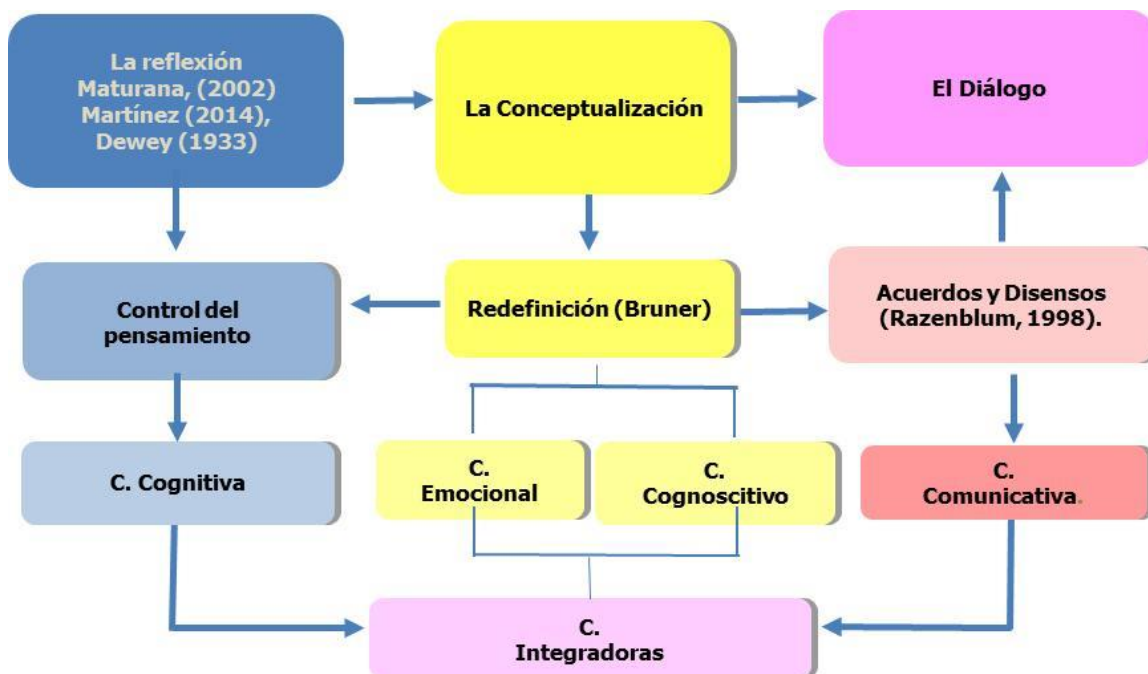 La reflexión
Maturana, (2002)
Martínez (2014),
Dewey (1933)
La Conceptualización
El Diálogo
Control del
pensamiento
Redefinición (Bruner)
Acuerdos y Disensos
(Razenblum, 1998).
C. Cognitiva
C.
Emocional
C.
Cognoscitivo
C.
Comunicativa.
C.
Integradoras